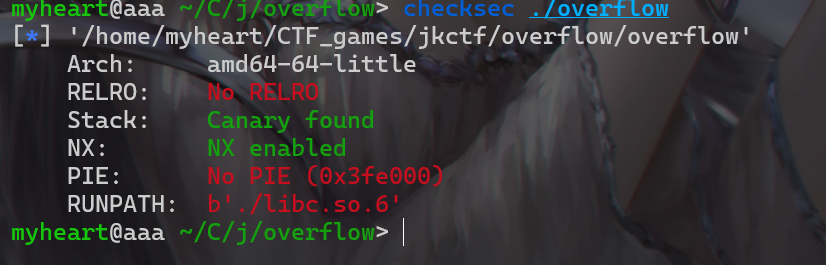 myheart@aaa ~/C/j/overflow> checksec ./overflow
[*] '/home/myheart/CTF_games/jkctf/overflow/overflow'
    Arch:     amd64-64-little
    RELRO:    No RELRO
    Stack:    Canary found
    NX:       NX enabled
    PIE:      No PIE (0x3fe000)
    RUNPATH:  b'./libc.so.6'
myheart@aaa ~/C/j/overflow>